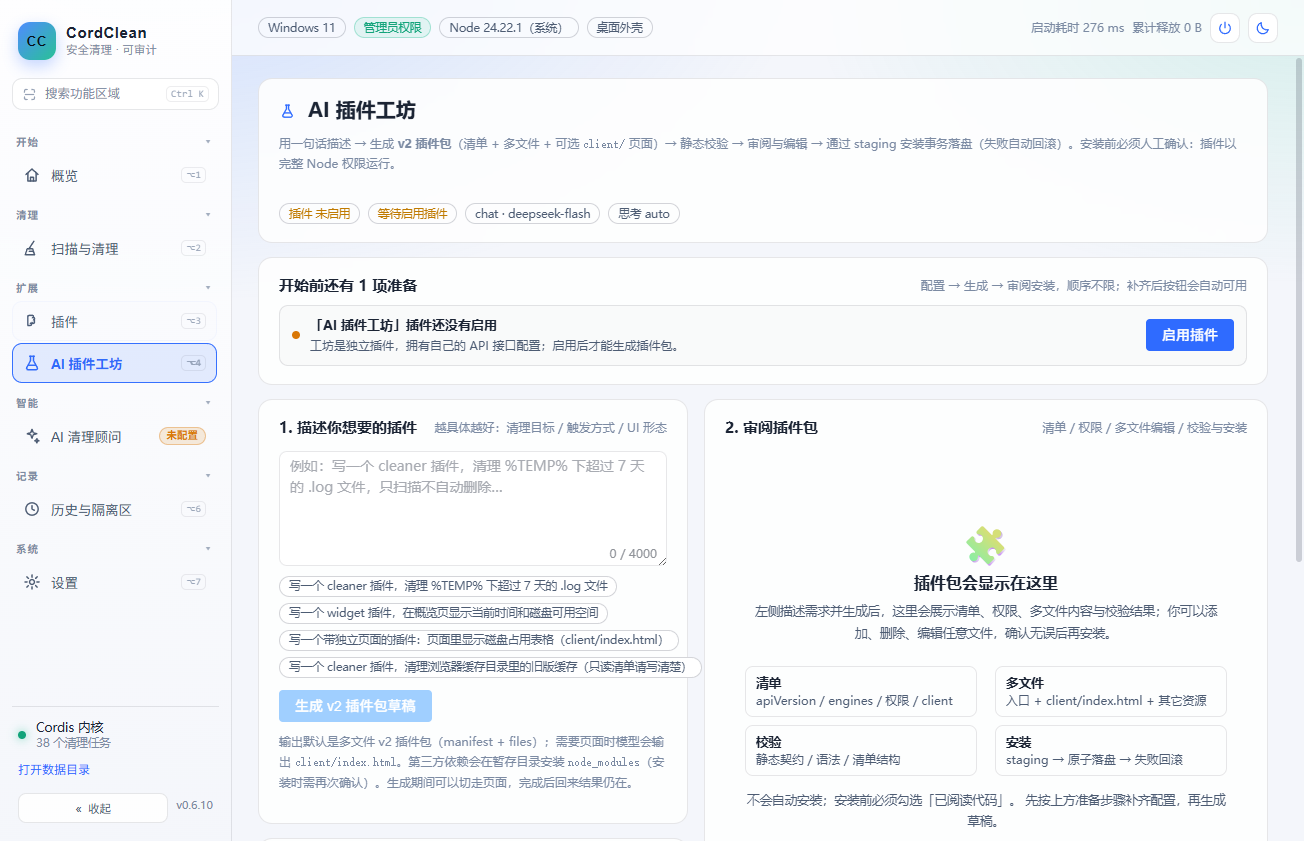 CC
CordClean
安全清理 · 可审计
搜索功能区域
Ctrl K
开始
概览
⌥1
清理
扫描与清理
⌥2
扩展
插件
⌥3
AI 插件工坊
⌥4
智能
AI 清理顾问
未配置
记录
历史与隔离区
⌥6
系统
设置
⌥7
Cordis 内核
38 个清理任务
打开数据目录
« 收起
v0.6.10
Windows 11
管理员权限
Node 24.22.1（系统）
桌面外壳
启动耗时 276 ms
累计释放 0 B
AI 插件工坊
用一句话描述 → 生成 v2 插件包（清单 + 多文件 + 可选 client/ 页面）→ 静态校验 → 审阅与编辑 → 通过 staging 安装事务落盘（失败自动回滚）。安装前必须人工确认：插件以
完整 Node 权限运行。
插件 未启用
等待启用插件
chat · deepseek-flash
思考 auto
开始前还有 1 项准备
配置 → 生成 → 审阅安装，顺序不限；补齐后按钮会自动可用
「AI 插件工坊」插件还没有启用
工坊是独立插件，拥有自己的 API 接口配置；启用后才能生成插件包。
启用插件
1. 描述你想要的插件
越具体越好：清理目标 / 触发方式 / UI 形态
例如：写一个 cleaner 插件，清理 %TEMP% 下超过 7 天
的 .log 文件，只扫描不自动删除...
0 / 4000
写一个 cleaner 插件，清理 %TEMP% 下超过 7 天的 .log 文件
写一个 widget 插件，在概览页显示当前时间和磁盘可用空间
写一个带独立页面的插件：页面里显示磁盘占用表格（client/index.html）
写一个 cleaner 插件，清理浏览器缓存目录里的旧版缓存（只读清单请写清楚）
生成 v2 插件包草稿
输出默认是多文件 v2 插件包（manifest + files）；需要页面时模型会输
出 client/index.html。第三方依赖会在暂存目录安装 node_modules（安
装时需再次确认）。生成期间可以切走页面，完成后回来结果仍在。
2. 审阅插件包
清单 / 权限 / 多文件编辑 / 校验与安装
插件包会显示在这里
左侧描述需求并生成后，这里会展示清单、权限、多文件内容与校验结果；你可以添
加、删除、编辑任意文件，确认无误后再安装。
清单
apiVersion / engines / 权限 / client
多文件
入口 + client/index.html + 其它资源
校验
静态契约 / 语法 / 清单结构
安装
staging → 原子落盘 → 失败回滚
不会自动安装；安装前必须勾选「已阅读代码」。 先按上方准备步骤补齐配置，再生成
草稿。